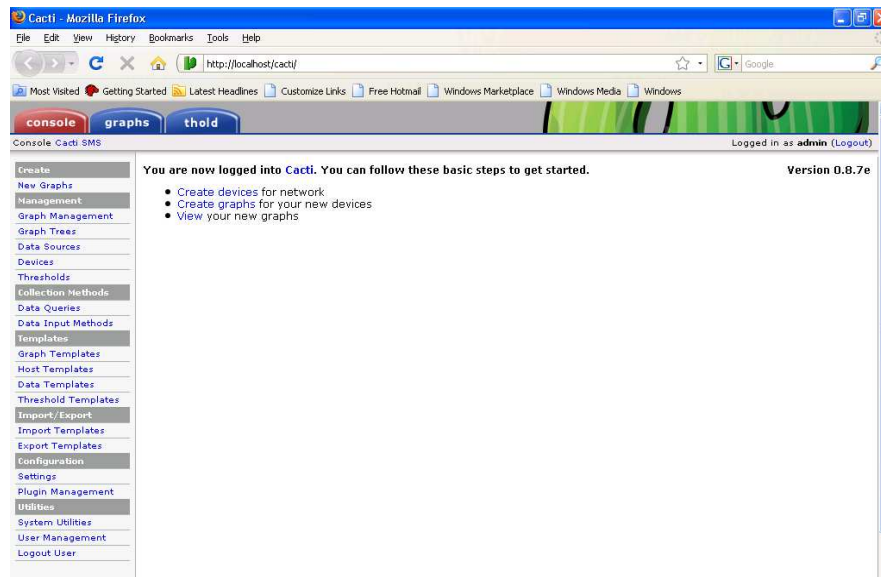 Cacti - Mozilla Firefox
File Edit View History Bookmarks Tools Help
http://localhost/cacti/
G Google
Most Visited Getting Started Latest Headlines Customize Links Free Hotmail Windows Marketplace Windows Media Windows
console graphs thold
Console Cacti SMS Logged in as admin (Logout)
Create
New Graphs
Management
Graph Management
Graph Trees
Data Sources
Devices
Thresholds
Collection Methods
Data Queries
Data Input Methods
Templates
Graph Templates
Host Templates
Data Templates
Threshold Templates
Import/Export
Import Templates
Export Templates
Configuration
Settings
Plugin Management
Utilities
System Utilities
User Management
Logout User
You are now logged into Cacti. You can follow these basic steps to get started. Version 0.8.7e
• Create devices for network
• Create graphs for your new devices
• View your new graphs